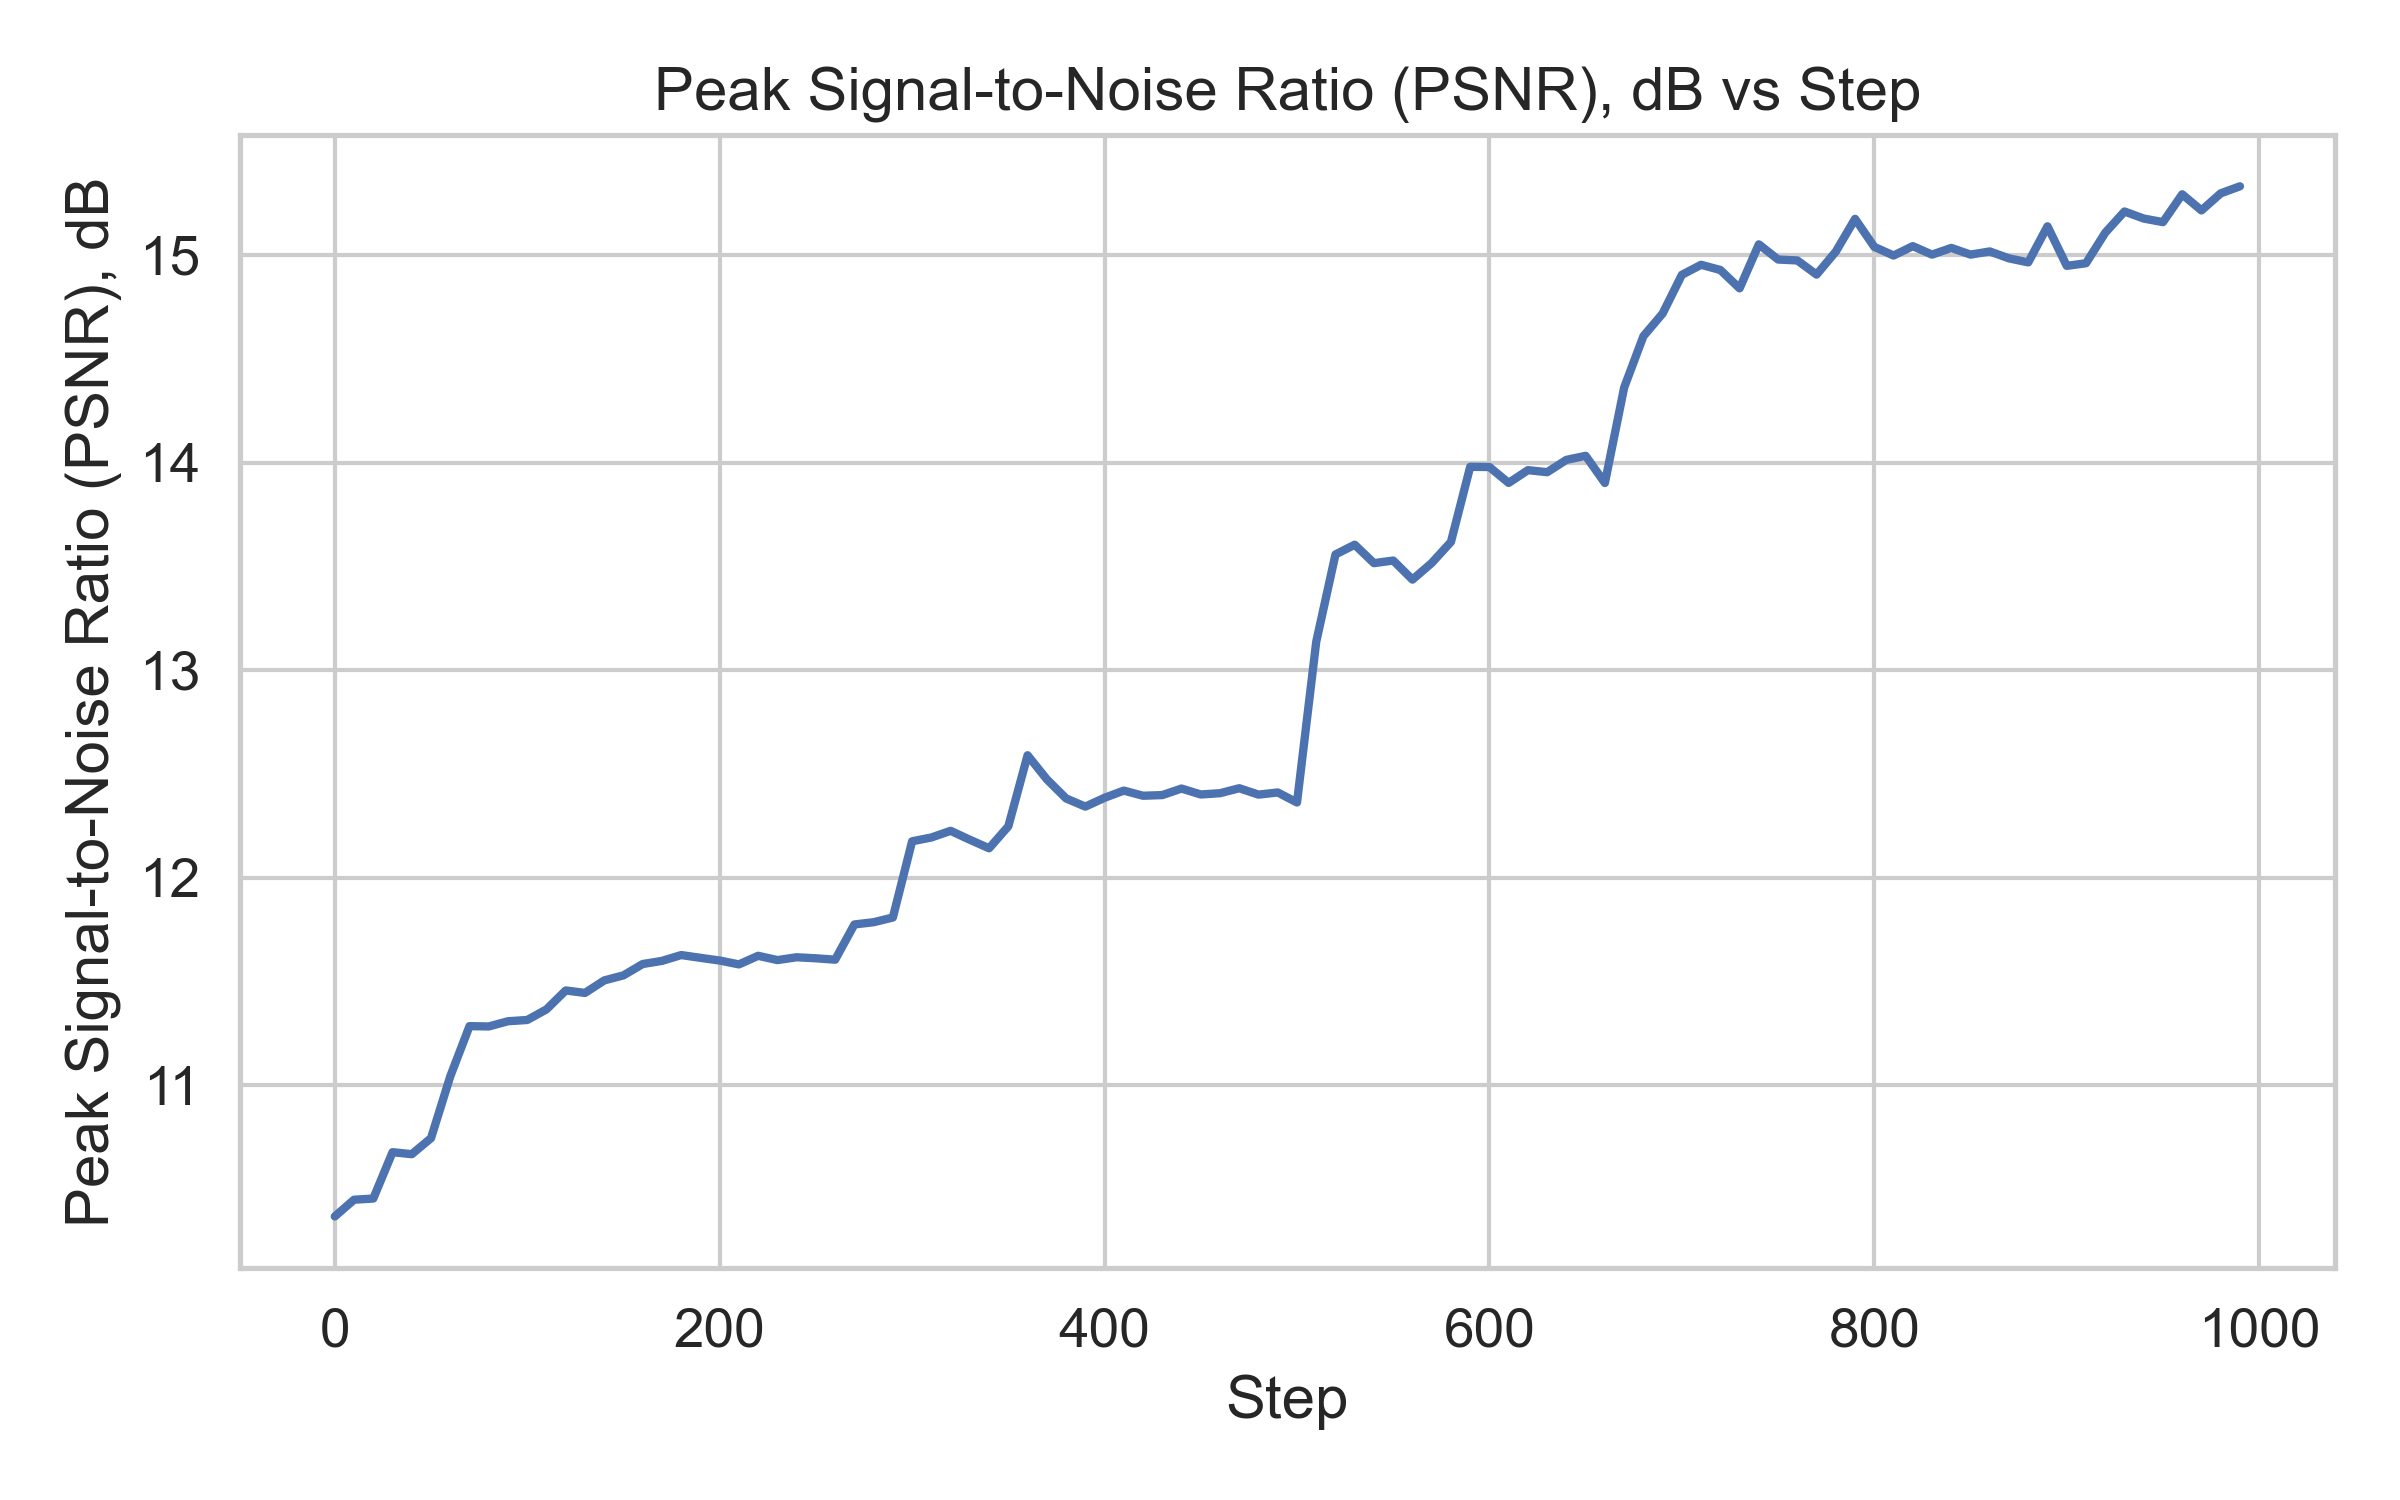 Peak Signal-to-Noise Ratio (PSNR), dB vs Step
Peak Signal-to-Noise Ratio (PSNR), dB
15
14
13
12
11
0 200 400 600 800 1000
Step